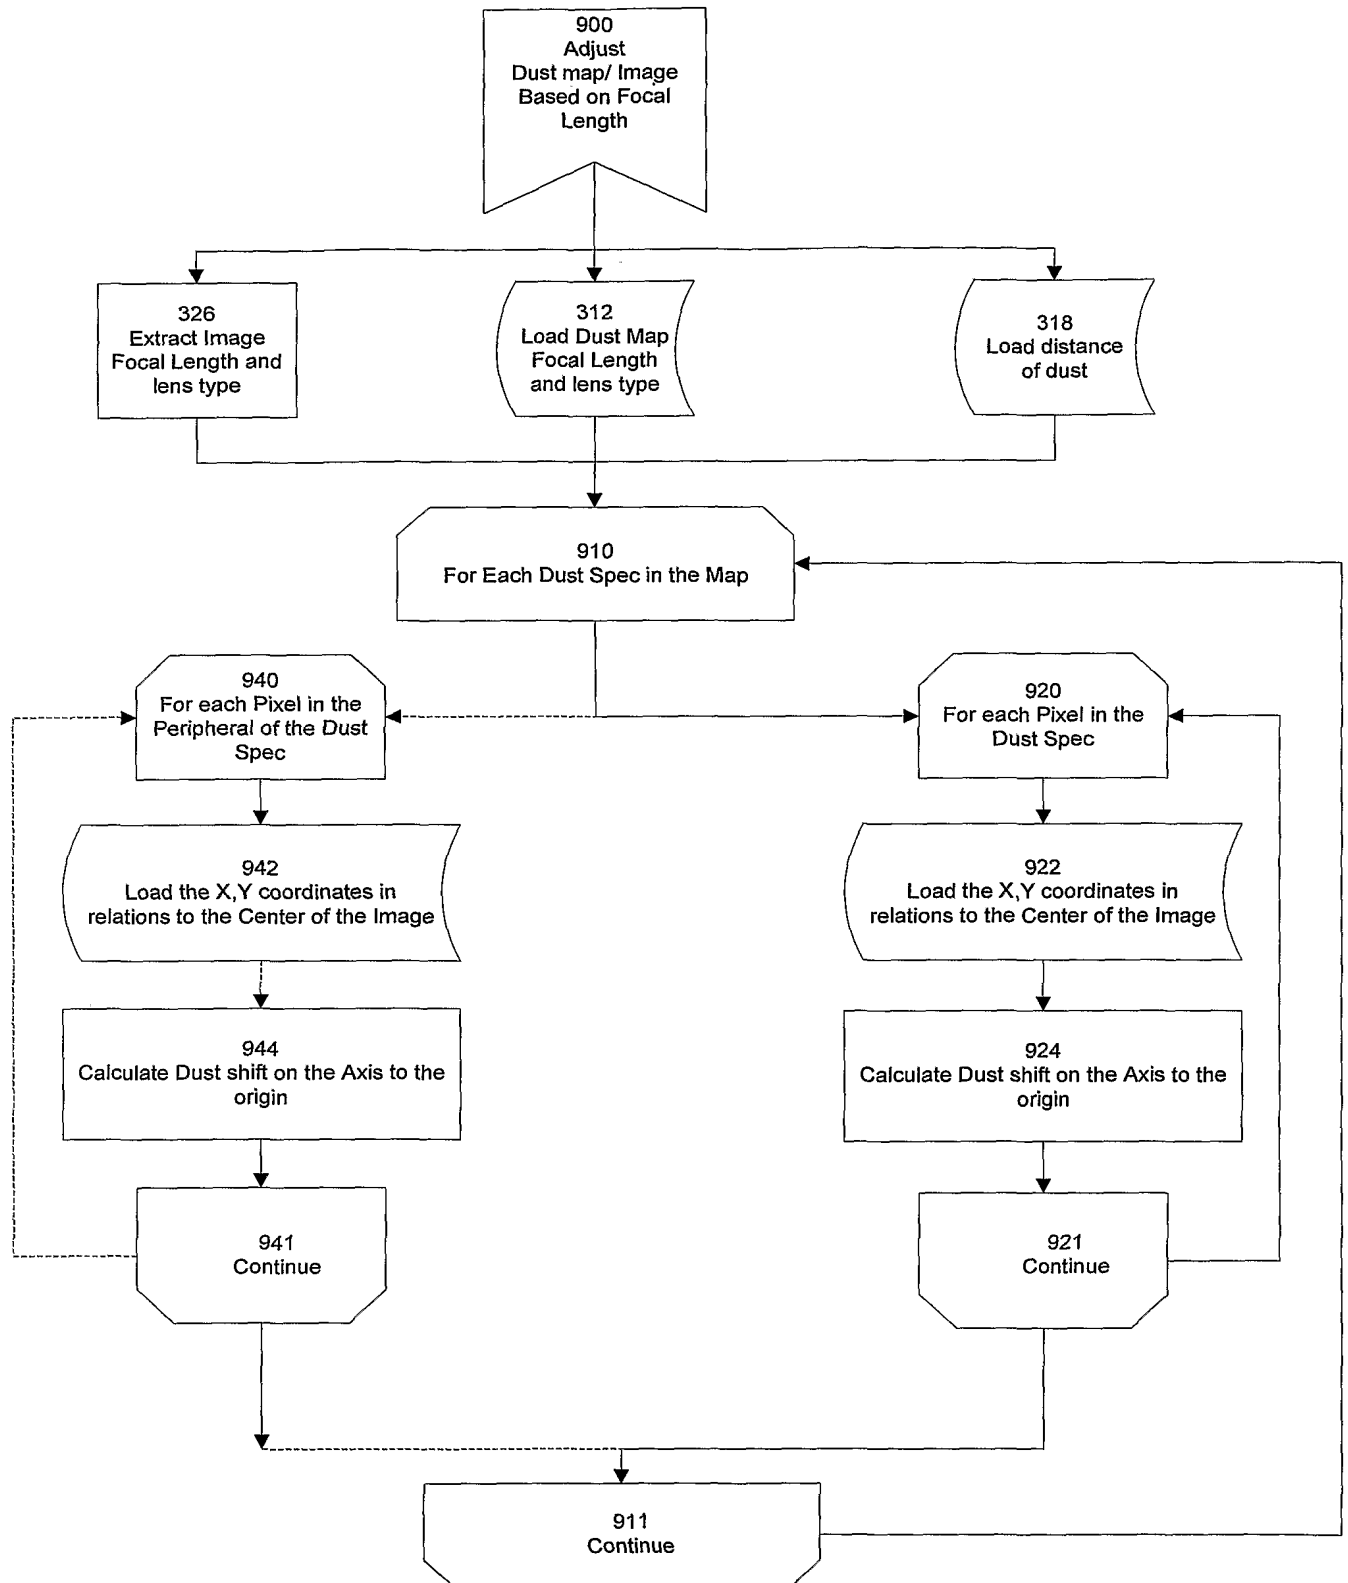 900
Adjust
Dust map/ Image
Based on Focal
Length
326
Extract Image
Focal Length and
lens type
312
Load Dust Map
Focal Length
and lens type
318
Load distance
of dust
910
For Each Dust Spec in the Map
940
For each Pixel in the
Peripheral of the Dust
Spec
920
For each Pixel in the
Dust Spec
942
Load the X,Y coordinates in
relations to the Center of the Image
922
Load the X,Y coordinates in
relations to the Center of the Image
944
Calculate Dust shift on the Axis to the
origin
924
Calculate Dust shift on the Axis to the
origin
941
Continue
921
Continue
911
Continue